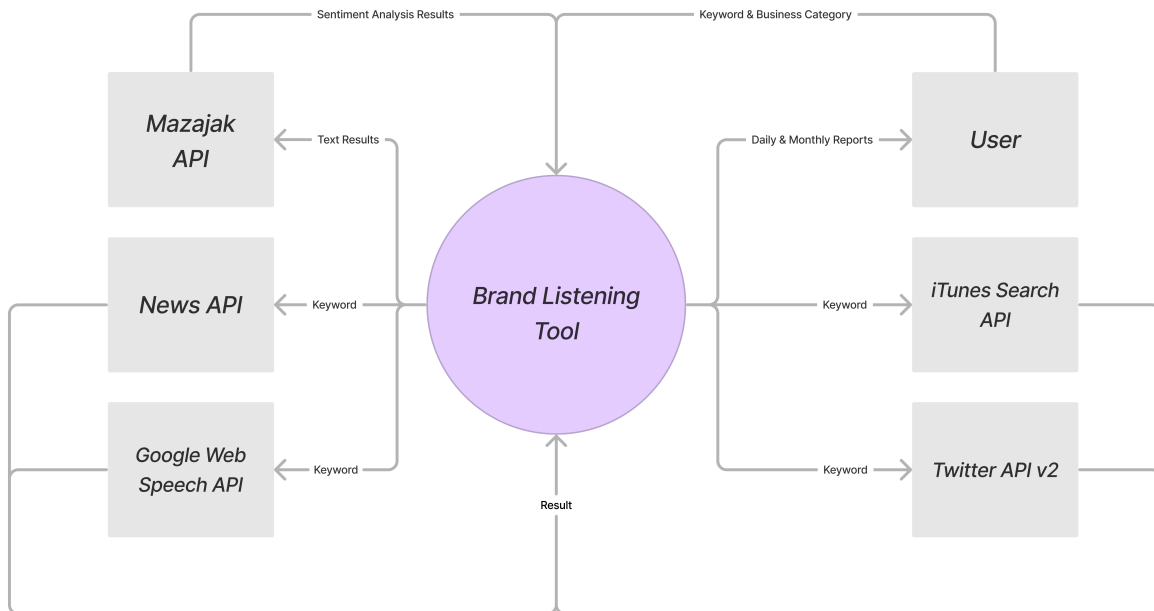 Sentiment Analysis Results
Keyword & Business Category
Mazajak
API
Text Results
Daily & Monthly Reports
User
News API
Keyword
Brand Listening
Tool
Keyword
iTunes Search
API
Google Web
Speech API
Keyword
Keyword
Twitter API v2
Result